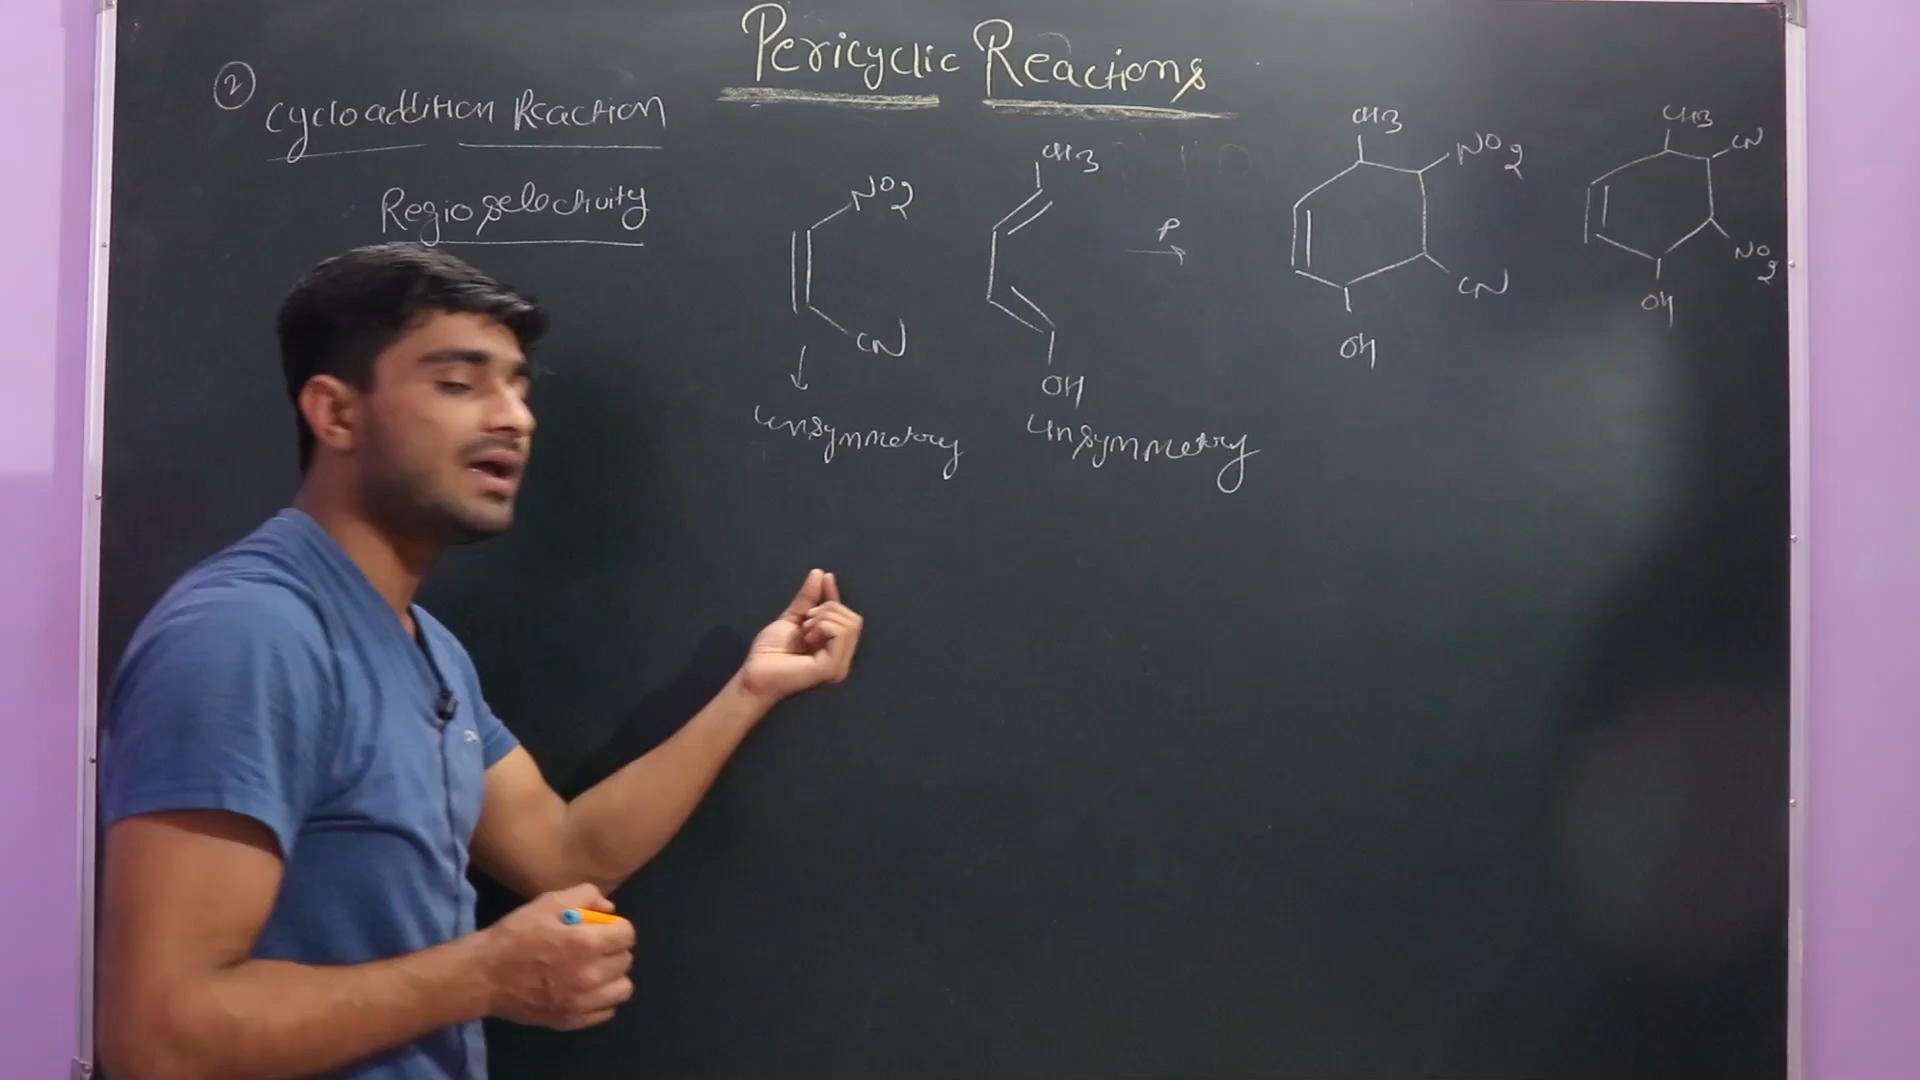 Pericyclic Reactions
2
Cycloaddition Reaction
Regioselectivity
NO2
CN
unsymmetry
CH3
OH
unsymmetry
P
CH3
NO2
CN
OH
CH3
CN
NO2
OH